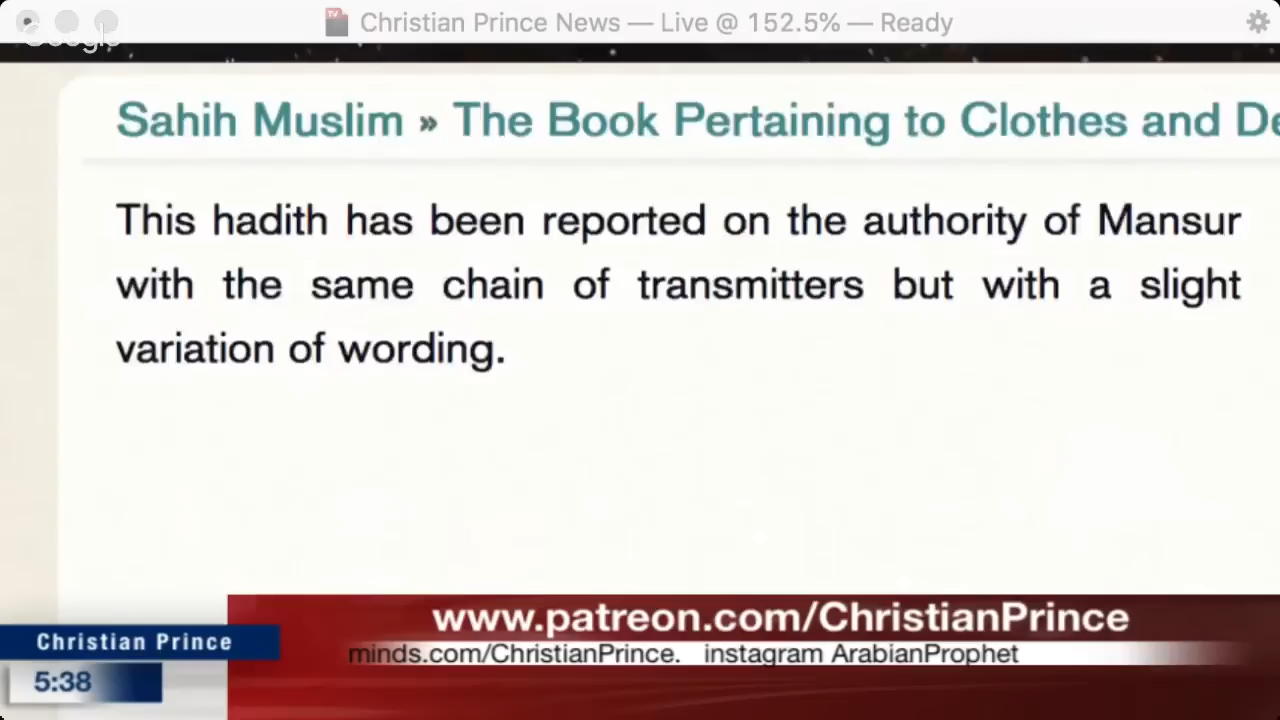 Christian Prince News — Live @ 152.5% — Ready
Google
Sahih Muslim » The Book Pertaining to Clothes and De
This hadith has been reported on the authority of Mansur
with the same chain of transmitters but with a slight
variation of wording.
www.patreon.com/ChristianPrince
Christian Prince
minds.com/ChristianPrince. instagram ArabianProphet
5:38